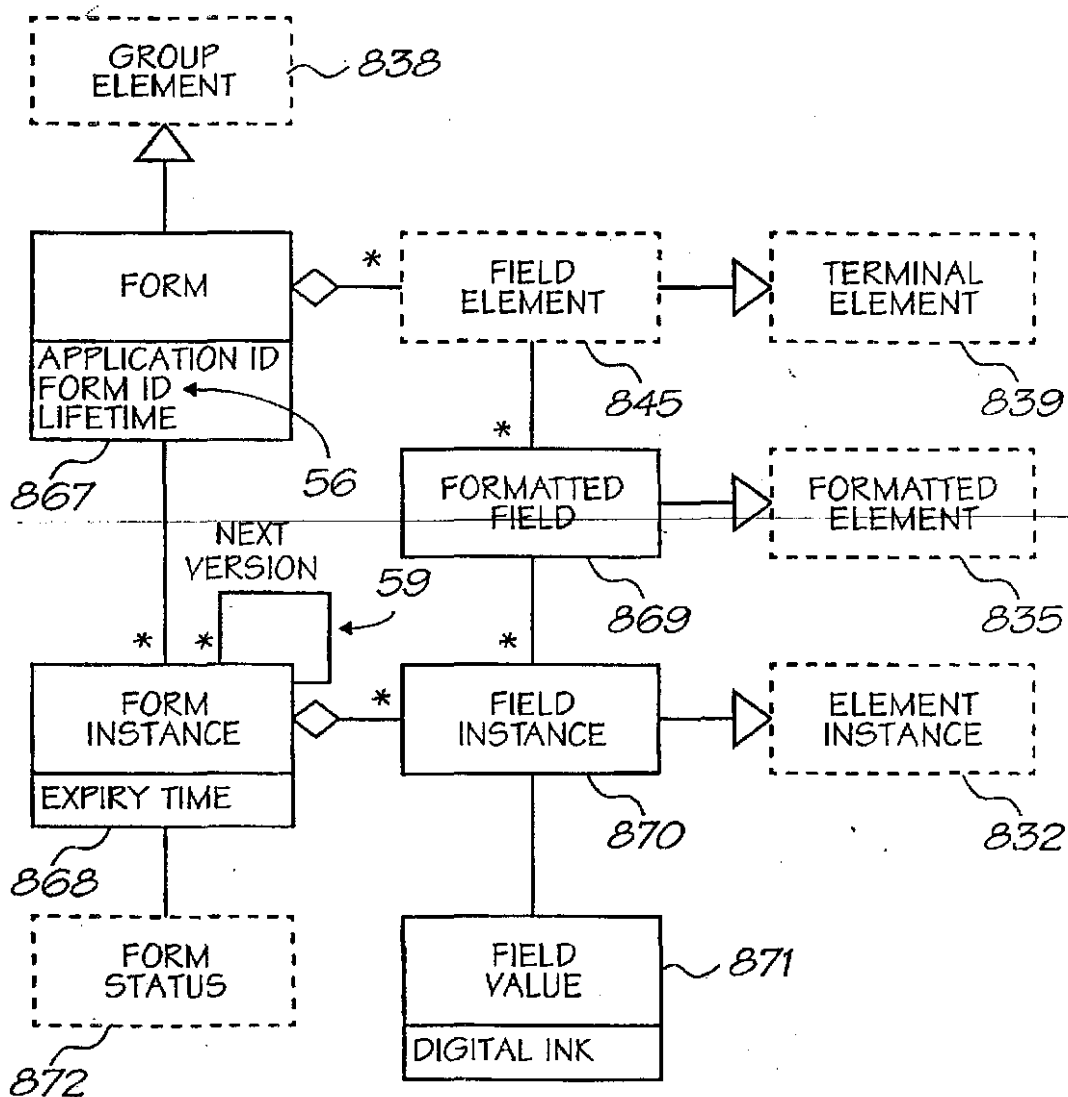 GROUP
ELEMENT
838
FORM
*
FIELD
ELEMENT
TERMINAL
ELEMENT
APPLICATION ID
FORM ID
LIFETIME
845
839
867
56
*
FORMATTED
FIELD
FORMATTED
ELEMENT
NEXT
VERSION
59
869
835
*
*
*
FORM
INSTANCE
*
FIELD
INSTANCE
ELEMENT
INSTANCE
EXPIRY TIME
870
832
868
FORM
STATUS
FIELD
VALUE
871
872
DIGITAL INK